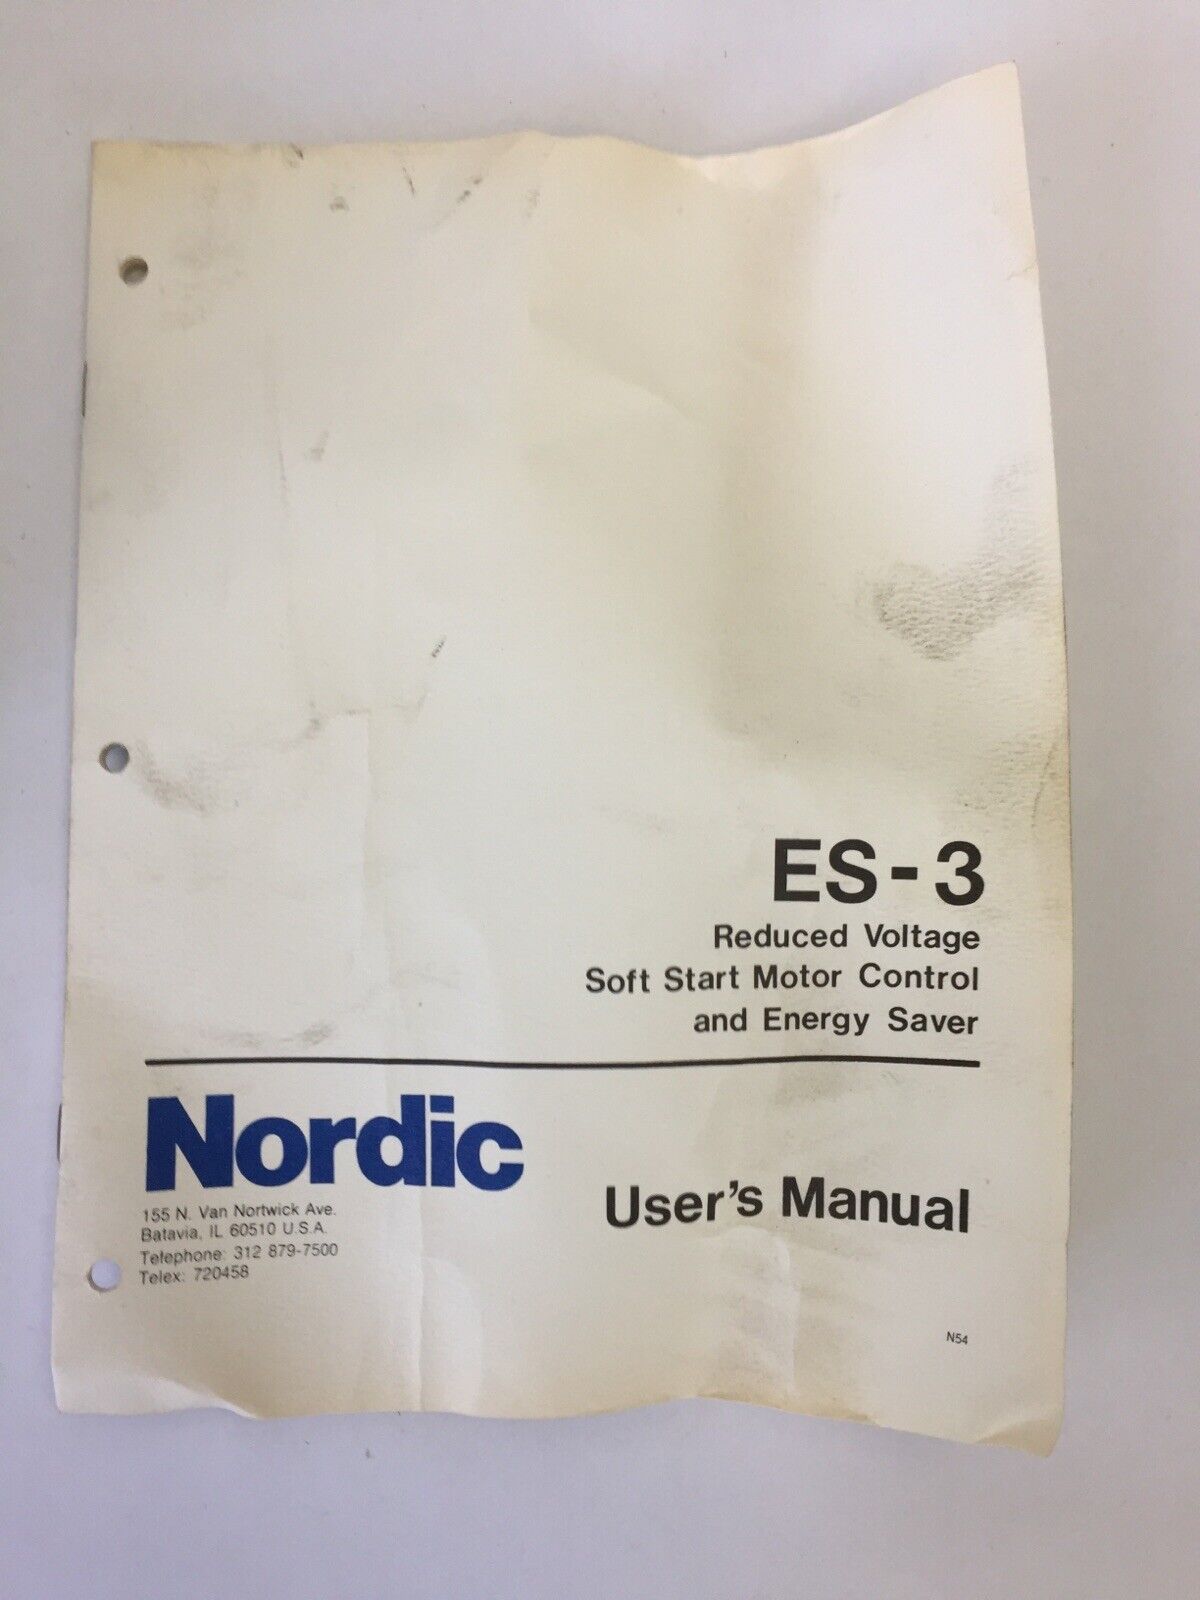 ES-3
Reduced Voltage
Soft Start Motor Control
and Energy Saver
Nordic
155 N. Van Nortwick Ave.
Batavia, IL 60510 U.S.A.
Telephone: 312 879-7500
Telex: 720458
User's Manual
N54